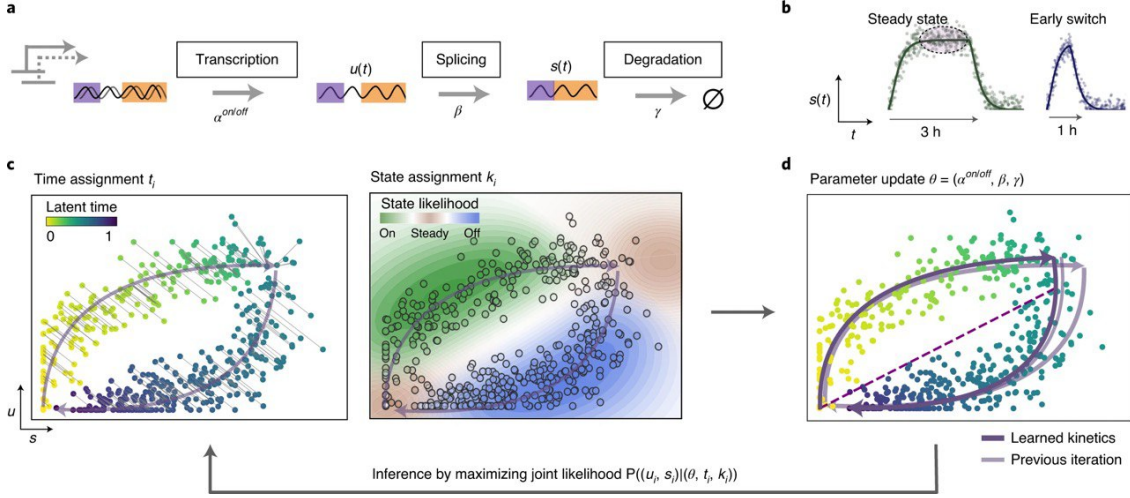 a
Transcription
Splicing
Degradation
u(t)
s(t)
α^{on/off}
β
γ
∅
b
Steady state
Early switch
s(t)
t
3 h
1 h
c
Time assignment t_i
Latent time
0 1
u
s
State assignment k_i
State likelihood
On Steady Off
d
Parameter update θ = (α^{on/off}, β, γ)
Learned kinetics
Previous iteration
Inference by maximizing joint likelihood P((u_i, s_i)|(θ, t_i, k_i))